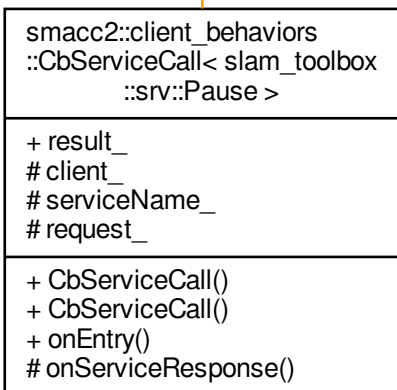 smacc2::client_behaviors
::CbServiceCall< slam_toolbox
::srv::Pause >
+ result_
# client_
# serviceName_
# request_
+ CbServiceCall()
+ CbServiceCall()
+ onEntry()
# onServiceResponse()